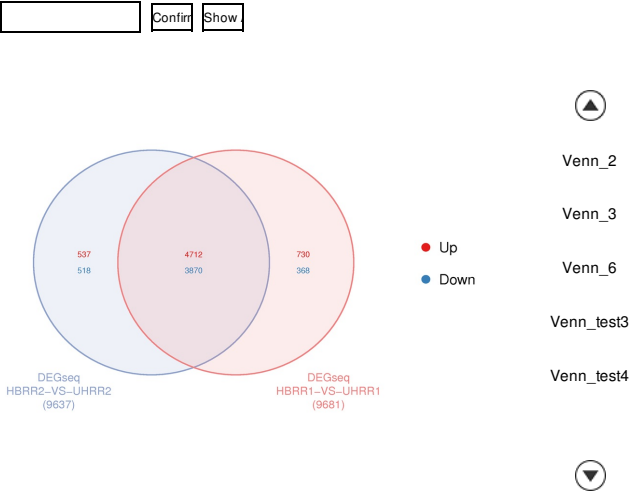 Confirm
Show
Venn_2
Venn_3
Venn_6
Venn_test3
Venn_test4
537 4712 730
518 3870 368
Up
Down
DEGseq
HBRR2-VS-UHRR2
(9637)
DEGseq
HBRR1-VS-UHRR1
(9681)